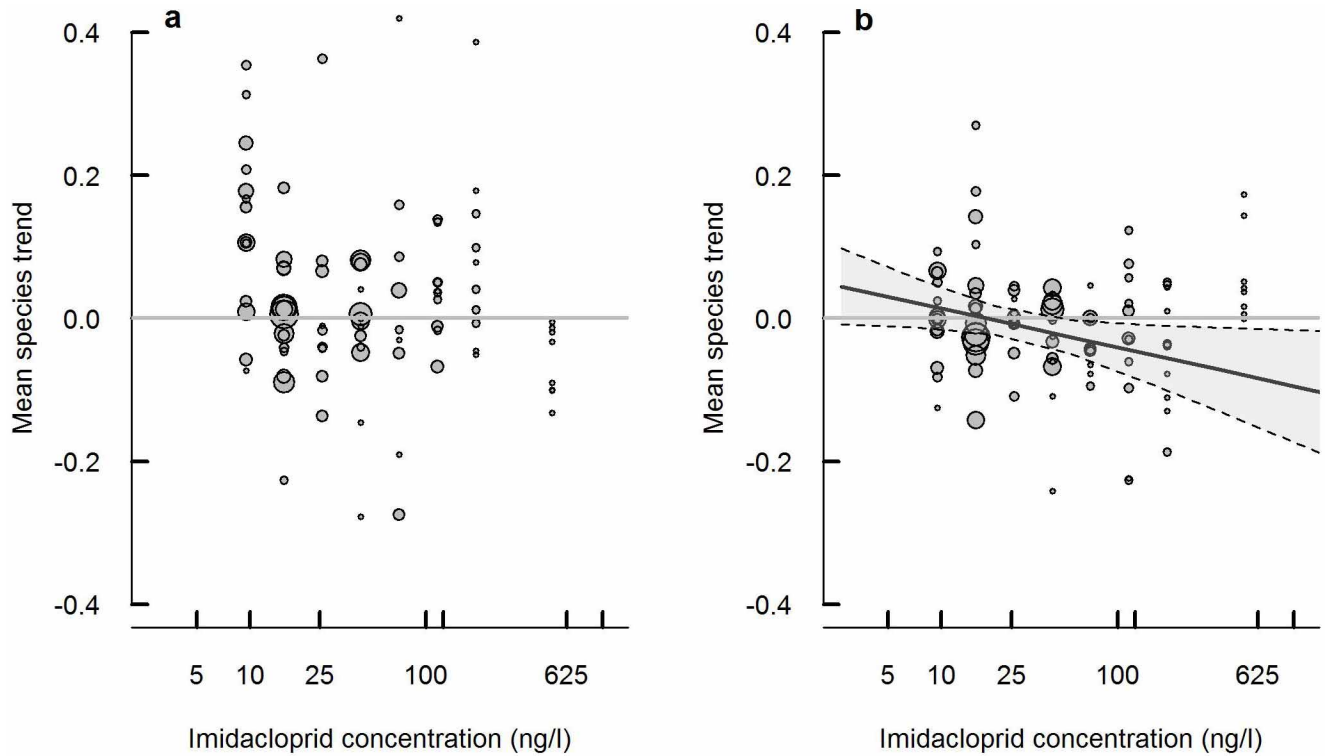 a
0.4
0.2
0.0
-0.2
-0.4
Mean species trend
5 10 25 100 625
Imidacloprid concentration (ng/l)
b
0.4
0.2
0.0
-0.2
-0.4
Mean species trend
5 10 25 100 625
Imidacloprid concentration (ng/l)